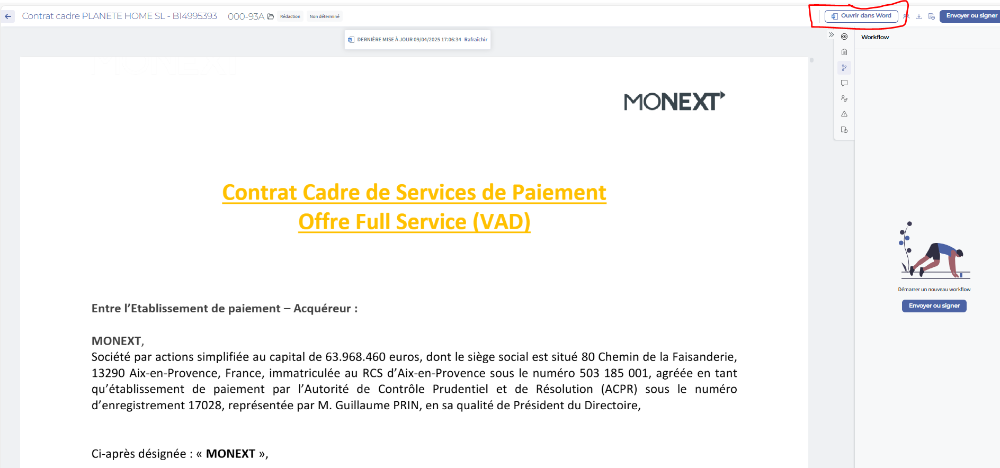 Contrat cadre PLANETE HOME SL - B14995393 000-93A Rédaction Non déterminé Ouvrir dans Word Envoyer ou signer
DERNIÈRE MISE À JOUR 09/04/2025 17:06:34 Rafraîchir
Workflow
MONEXT
Contrat Cadre de Services de Paiement
Offre Full Service (VAD)
Entre l’Etablissement de paiement – Acquéreur :
MONEXT,
Société par actions simplifiée au capital de 63.968.460 euros, dont le siège social est situé 80 Chemin de la Faisanderie,
13290 Aix-en-Provence, France, immatriculée au RCS d’Aix-en-Provence sous le numéro 503 185 001, agréée en tant
qu’établissement de paiement par l’Autorité de Contrôle Prudentiel et de Résolution (ACPR) sous le numéro
d’enregistrement 17028, représentée par M. Guillaume PRIN, en sa qualité de Président du Directoire,
Ci-après désignée : « MONEXT »,
Démarrer un nouveau workflow
Envoyer ou signer